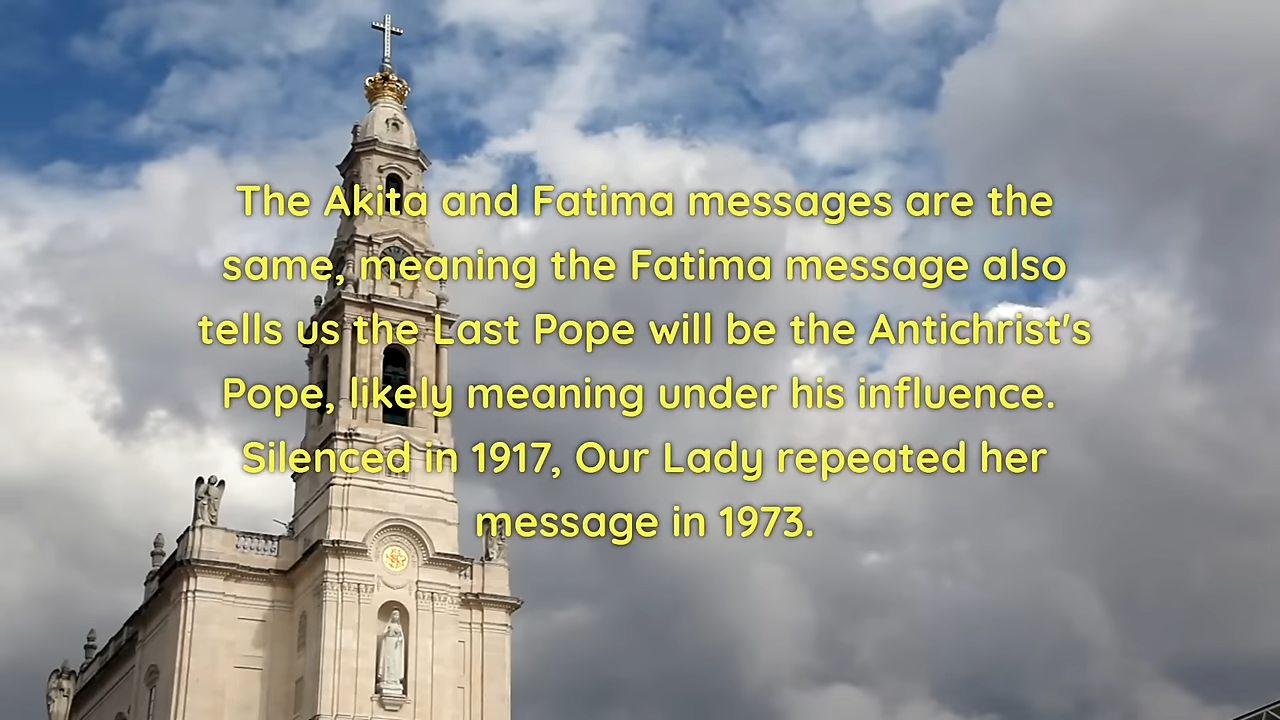 The Akita and Fatima messages are the
same, meaning the Fatima message also
tells us the Last Pope will be the Antichrist's
Pope, likely meaning under his influence.
Silenced in 1917, Our Lady repeated her
message in 1973.